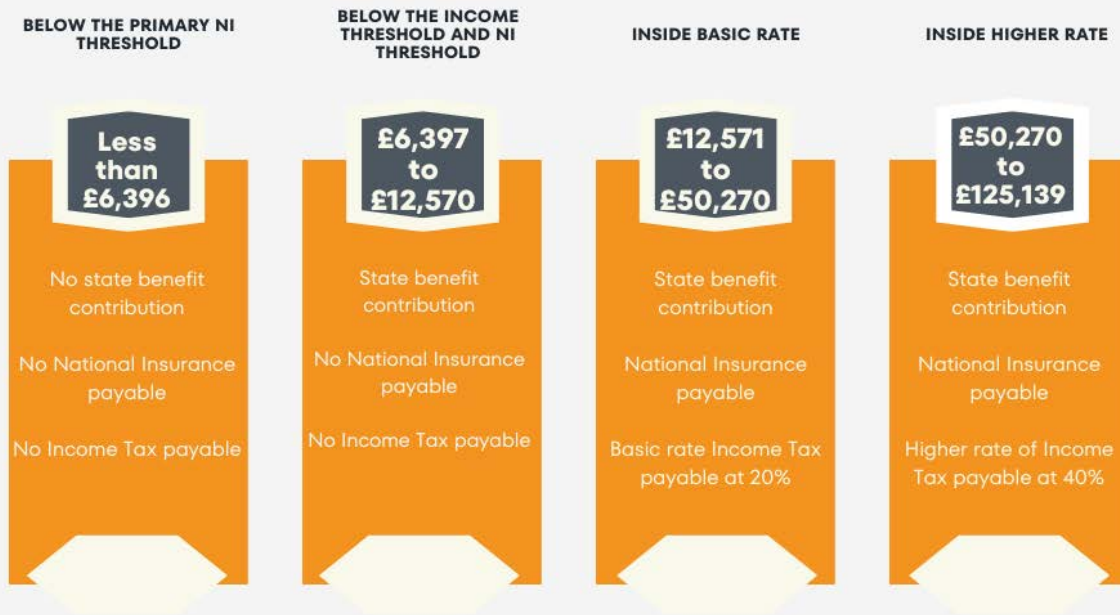 BELOW THE PRIMARY NI
THRESHOLD
Less
than
£6,396
No state benefit
contribution
No National Insurance
payable
No Income Tax payable
BELOW THE INCOME
THRESHOLD AND NI
THRESHOLD
£6,397
to
£12,570
State benefit
contribution
No National Insurance
payable
No Income Tax payable
INSIDE BASIC RATE
£12,571
to
£50,270
State benefit
contribution
National Insurance
payable
Basic rate Income Tax
payable at 20%
INSIDE HIGHER RATE
£50,270
to
£125,139
State benefit
contribution
National Insurance
payable
Higher rate of Income
Tax payable at 40%